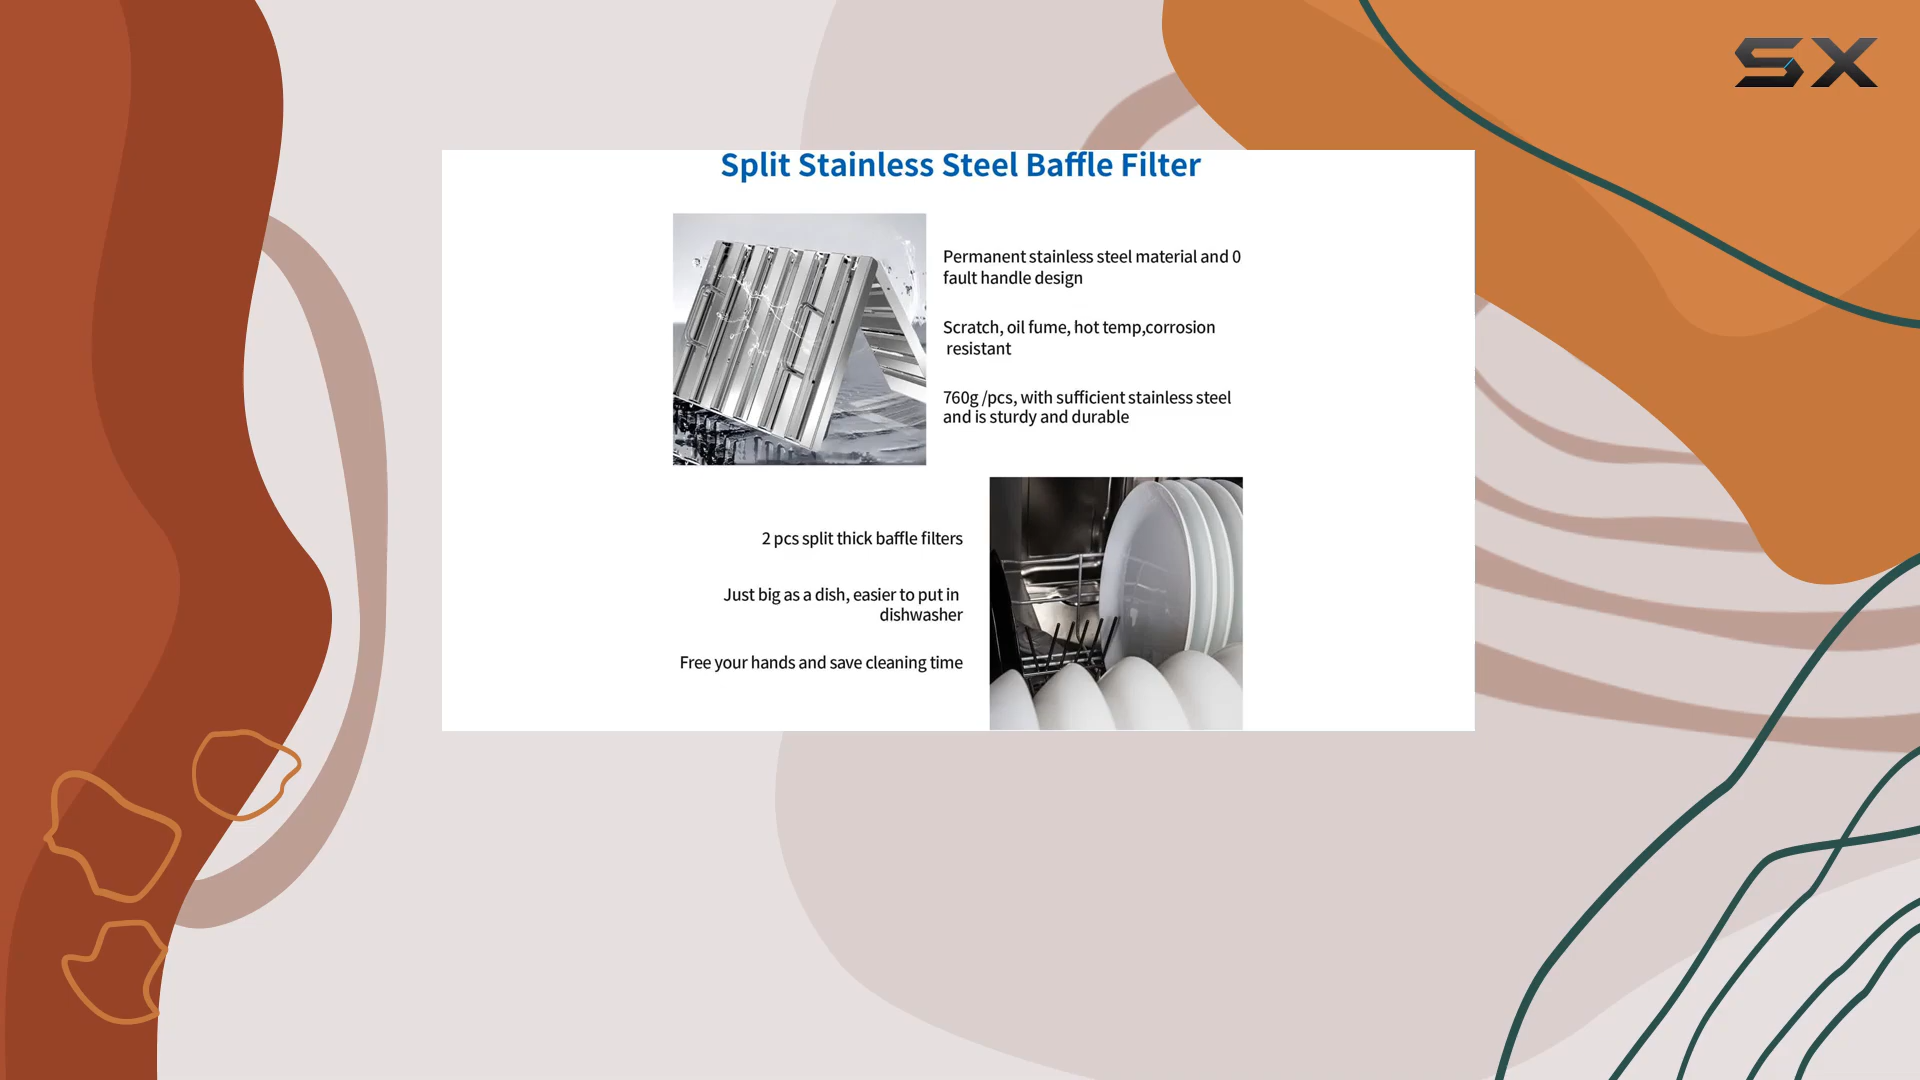 SX
Split Stainless Steel Baffle Filter
Permanent stainless steel material and 0
fault handle design
Scratch, oil fume, hot temp,corrosion
resistant
760g /pcs, with sufficient stainless steel
and is sturdy and durable
2 pcs split thick baffle filters
Just big as a dish, easier to put in
dishwasher
Free your hands and save cleaning time